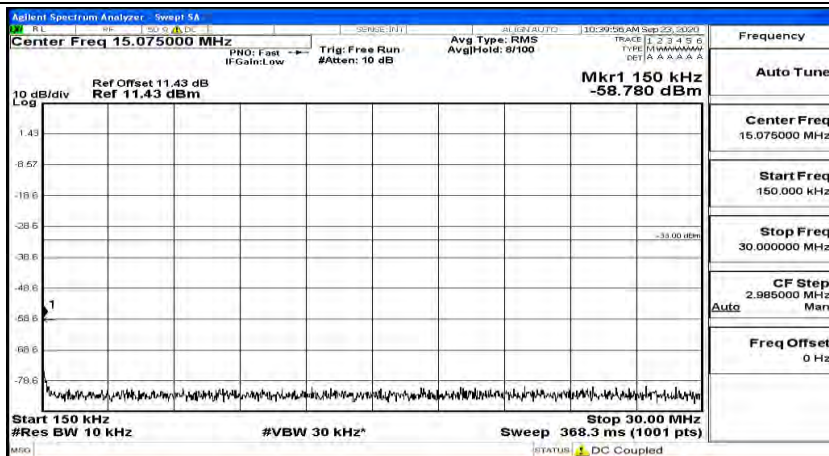 Agilent Spectrum Analyzer - Swept SA
RL RF 50 Ω DC SENSE:INT ALIGN AUTO 10:39:56 AM Sep 23, 2020
Center Freq 15.075000 MHz
PNO: Fast
IFGain:Low
Trig: Free Run
#Atten: 10 dB
Avg Type: RMS
Avg|Hold: 8/100
TRACE 1 2 3 4 5 6
TYPE MWWWWW
DET A A A A A A
Ref Offset 11.43 dB
10 dB/div Ref 11.43 dBm
Log
Mkr1 150 kHz
-58.780 dBm
1.43
-8.57
-18.6
-28.6
-33.00 dBm
-38.6
-48.6
1
-58.6
-68.6
-78.6
Start 150 kHz
Stop 30.00 MHz
#Res BW 10 kHz
#VBW 30 kHz*
Sweep 368.3 ms (1001 pts)
MSG
STATUS DC Coupled
Frequency
Auto Tune
Center Freq
15.075000 MHz
Start Freq
150.000 kHz
Stop Freq
30.000000 MHz
CF Step
2.985000 MHz
Auto Man
Freq Offset
0 Hz